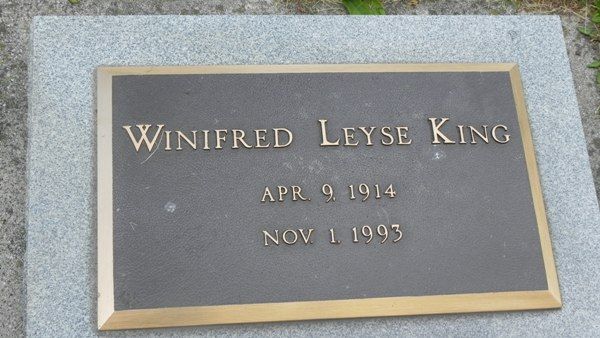 Winifred Leyse King
Apr. 9, 1914
Nov. 1, 1993